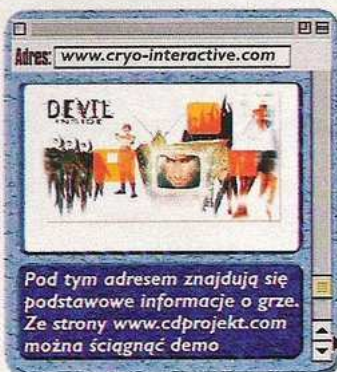 Adres: www.cryo-interactive.com
DEVIL
INSIDE
Pod tym adresem znajdują się
podstawowe informacje o grze.
Ze strony www.cdprojekt.com
można ściągnąć demo